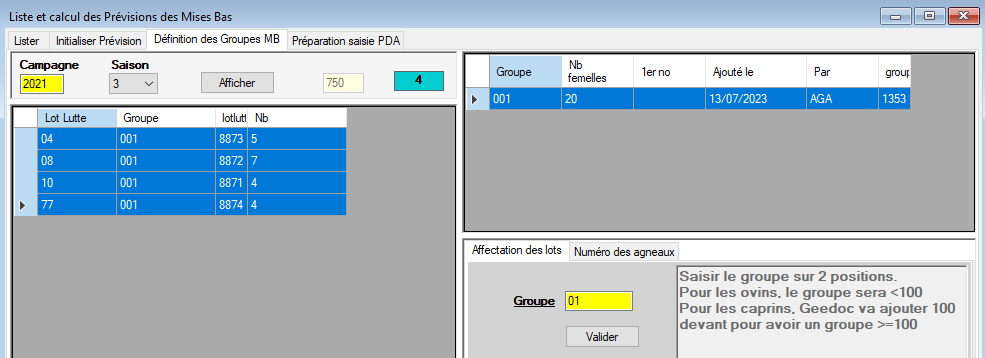 Liste et calcul des Prévisions des Mises Bas
Lister Initialiser Prévision Définition des Groupes MB Préparation saisie PDA
Campagne Saison
2021 3 Afficher 750 4
Lot Lutte Groupe lotlutt Nb
04 001 8873 5
08 001 8872 7
10 001 8871 4
77 001 8874 4
Groupe Nb femelles 1er no Ajouté le Par group
001 20 13/07/2023 AGA 1353
Affectation des lots Numéro des agneaux
Groupe 01
Valider
Saisir le groupe sur 2 positions.
Pour les ovins, le groupe sera <100
Pour les caprins, Geedoc va ajouter 100
devant pour avoir un groupe >=100